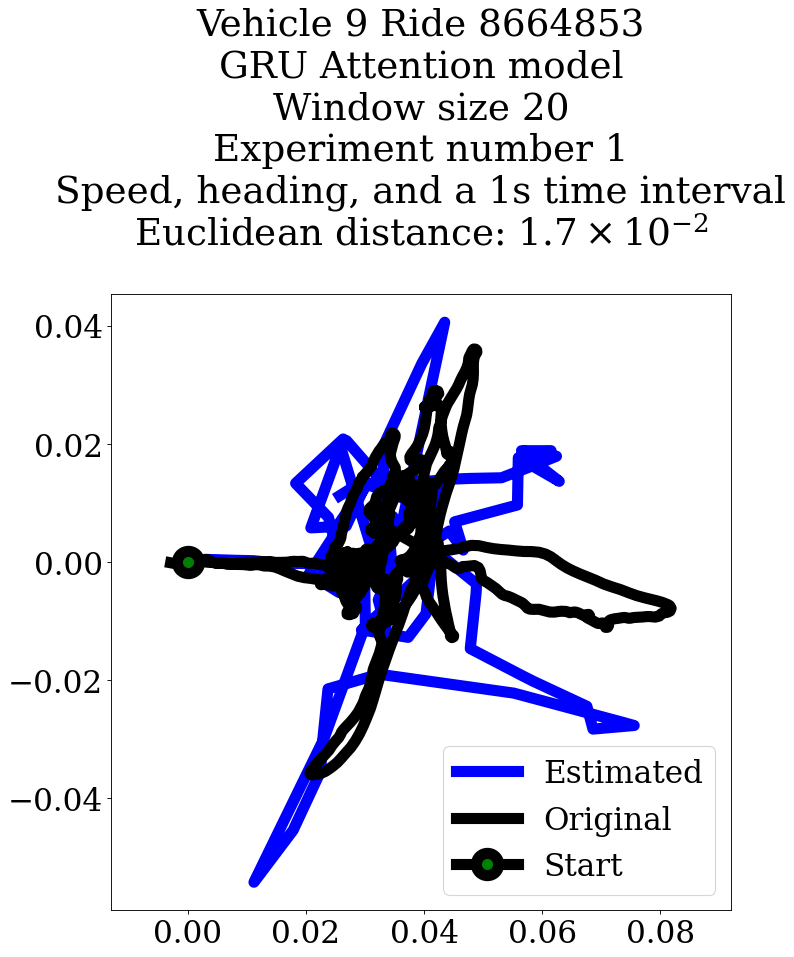 Vehicle 9 Ride 8664853
GRU Attention model
Window size 20
Experiment number 1
Speed, heading, and a 1s time interval
Euclidean distance: 1.7 × 10⁻²
0.04
0.02
0.00
−0.02
−0.04
Estimated
Original
Start
0.00 0.02 0.04 0.06 0.08